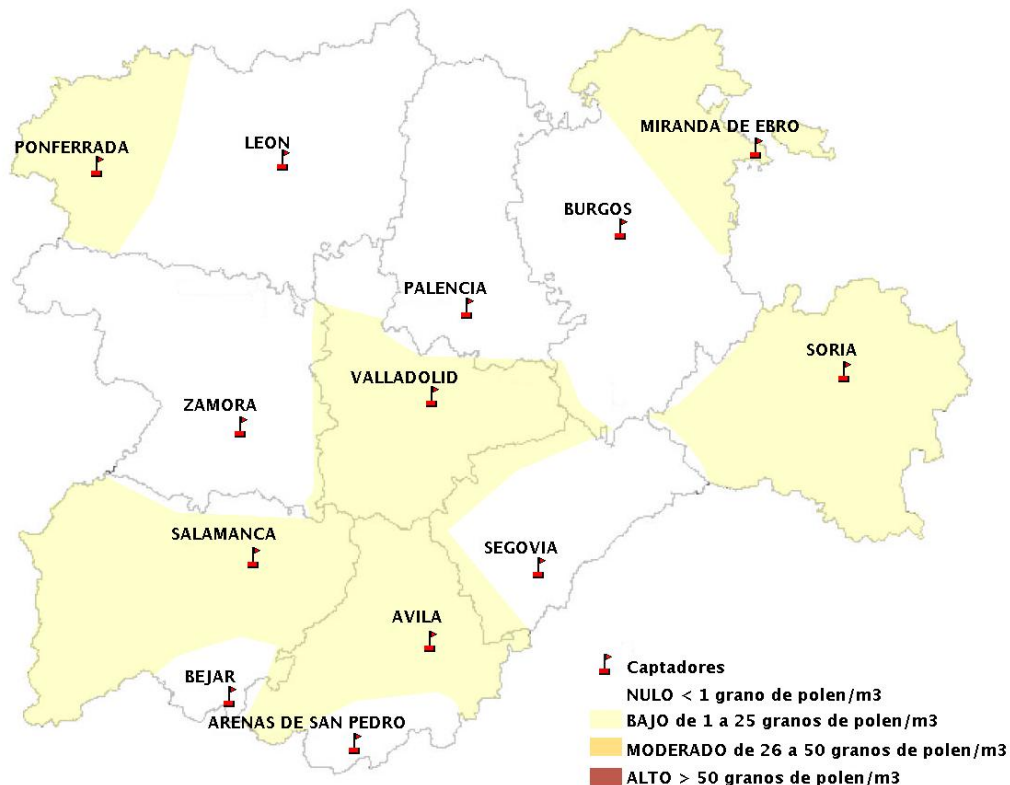 MIRANDA DE EBRO
PONFERRADA
LEON
BURGOS
PALENCIA
SORIA
VALLADOLID
ZAMORA
SALAMANCA
SEGOVIA
AVILA
BEJAR
ARENAS DE SAN PEDRO
Captadores
NULO < 1 grano de polen/m3
BAJO de 1 a 25 granos de polen/m3
MODERADO de 26 a 50 granos de polen/m3
ALTO > 50 granos de polen/m3